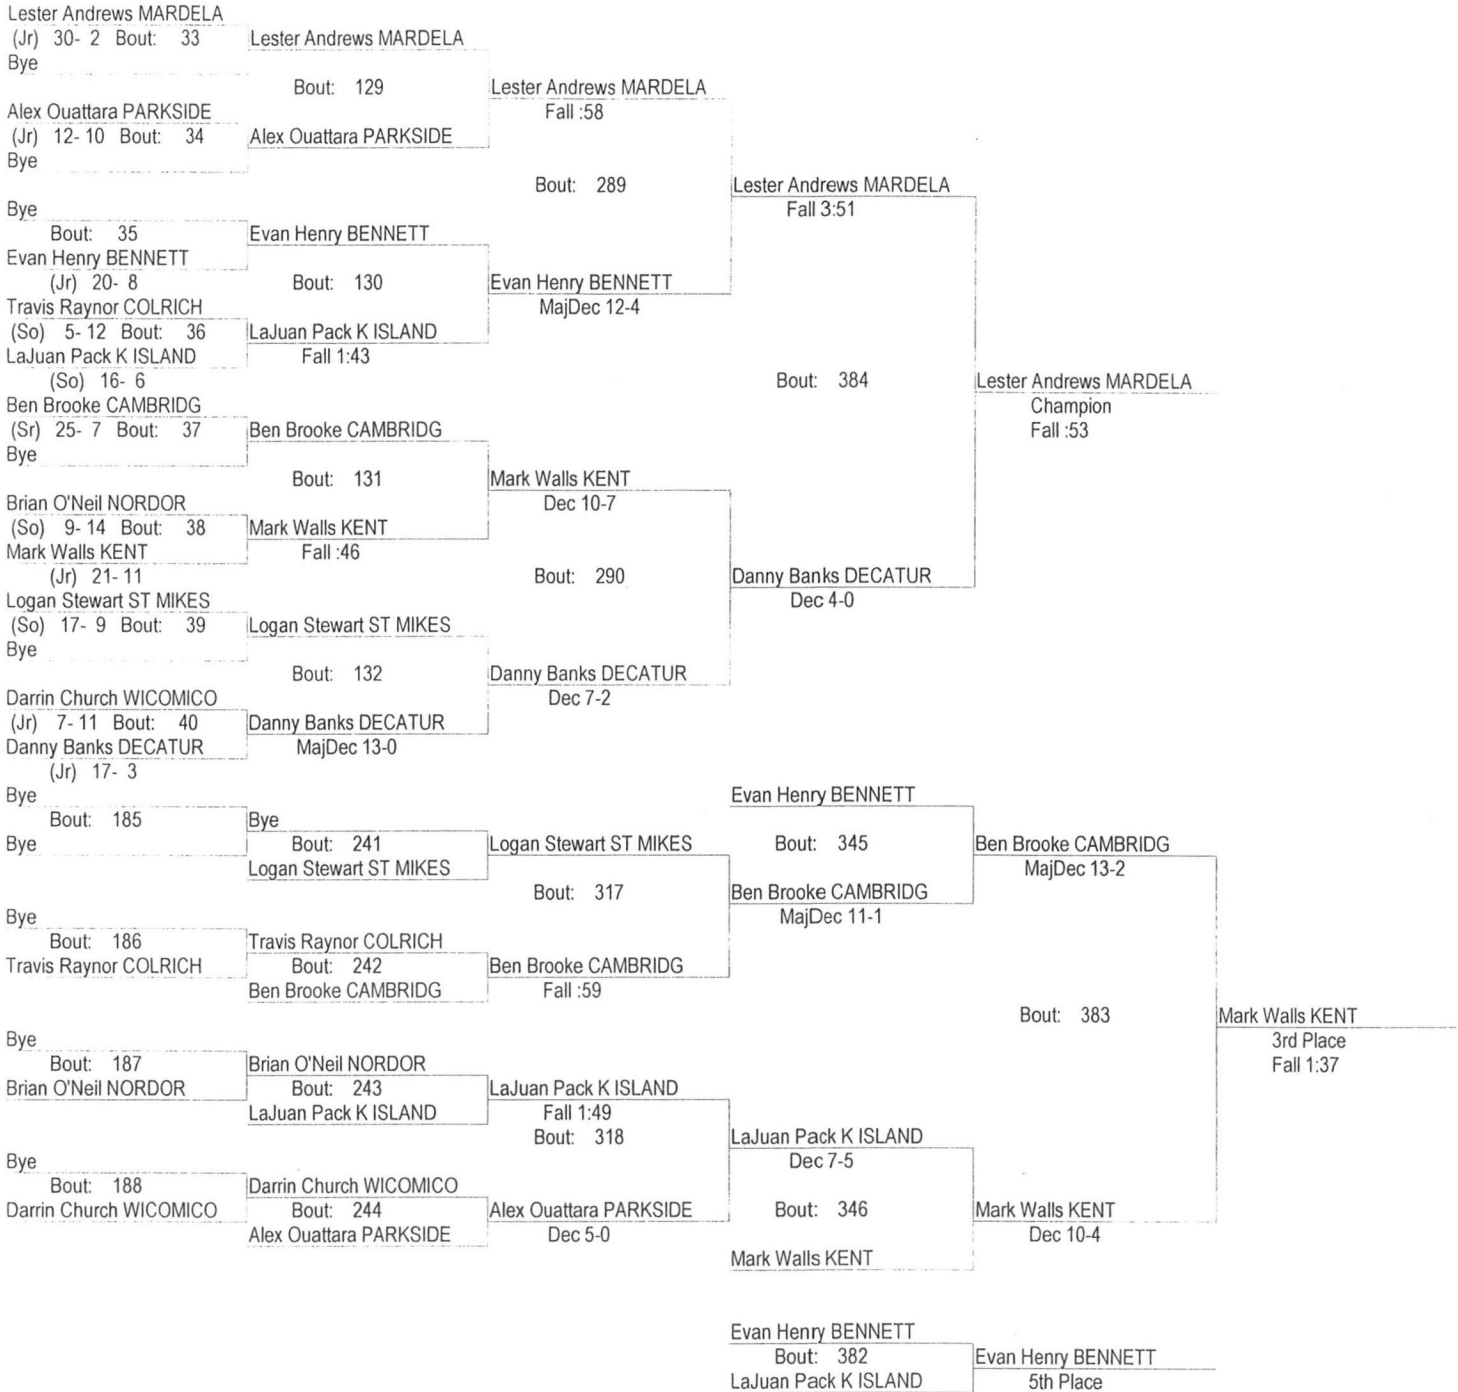 Lester Andrews MARDELA
(Jr) 30- 2 Bout: 33 Lester Andrews MARDELA
Bye
Bout: 129 Lester Andrews MARDELA
Alex Ouattara PARKSIDE Fall :58
(Jr) 12- 10 Bout: 34 Alex Ouattara PARKSIDE
Bye
Bout: 289 Lester Andrews MARDELA
Bye Fall 3:51
Bout: 35 Evan Henry BENNETT
Evan Henry BENNETT
(Jr) 20- 8 Bout: 130 Evan Henry BENNETT
Travis Raynor COLRICH MajDec 12-4
(So) 5- 12 Bout: 36 LaJuan Pack K ISLAND
LaJuan Pack K ISLAND Fall 1:43
(So) 16- 6 Bout: 384 Lester Andrews MARDELA
Ben Brooke CAMBRIDG Champion
(Sr) 25- 7 Bout: 37 Ben Brooke CAMBRIDG Fall :53
Bye
Bout: 131 Mark Walls KENT
Brian O'Neil NORDOR Dec 10-7
(So) 9- 14 Bout: 38 Mark Walls KENT
Mark Walls KENT Fall :46
(Jr) 21- 11 Bout: 290 Danny Banks DECATUR
Logan Stewart ST MIKES Dec 4-0
(So) 17- 9 Bout: 39 Logan Stewart ST MIKES
Bye
Bout: 132 Danny Banks DECATUR
Darrin Church WICOMICO Dec 7-2
(Jr) 7- 11 Bout: 40 Danny Banks DECATUR
Danny Banks DECATUR MajDec 13-0
(Jr) 17- 3
Bye Evan Henry BENNETT
Bout: 185 Bye
Bye Bout: 241 Logan Stewart ST MIKES Bout: 345 Ben Brooke CAMBRIDG
Logan Stewart ST MIKES MajDec 13-2
Bout: 317 Ben Brooke CAMBRIDG
Bye MajDec 11-1
Bout: 186 Travis Raynor COLRICH
Travis Raynor COLRICH Bout: 242 Ben Brooke CAMBRIDG
Ben Brooke CAMBRIDG Fall :59
Bout: 383 Mark Walls KENT
Bye 3rd Place
Bout: 187 Brian O'Neil NORDOR Fall 1:37
Brian O'Neil NORDOR Bout: 243 LaJuan Pack K ISLAND
LaJuan Pack K ISLAND Fall 1:49
Bout: 318 LaJuan Pack K ISLAND
Bye Dec 7-5
Bout: 188 Darrin Church WICOMICO
Darrin Church WICOMICO Bout: 244 Alex Ouattara PARKSIDE Bout: 346 Mark Walls KENT
Alex Ouattara PARKSIDE Dec 5-0 Dec 10-4
Mark Walls KENT
Evan Henry BENNETT
Bout: 382 Evan Henry BENNETT
LaJuan Pack K ISLAND 5th Place